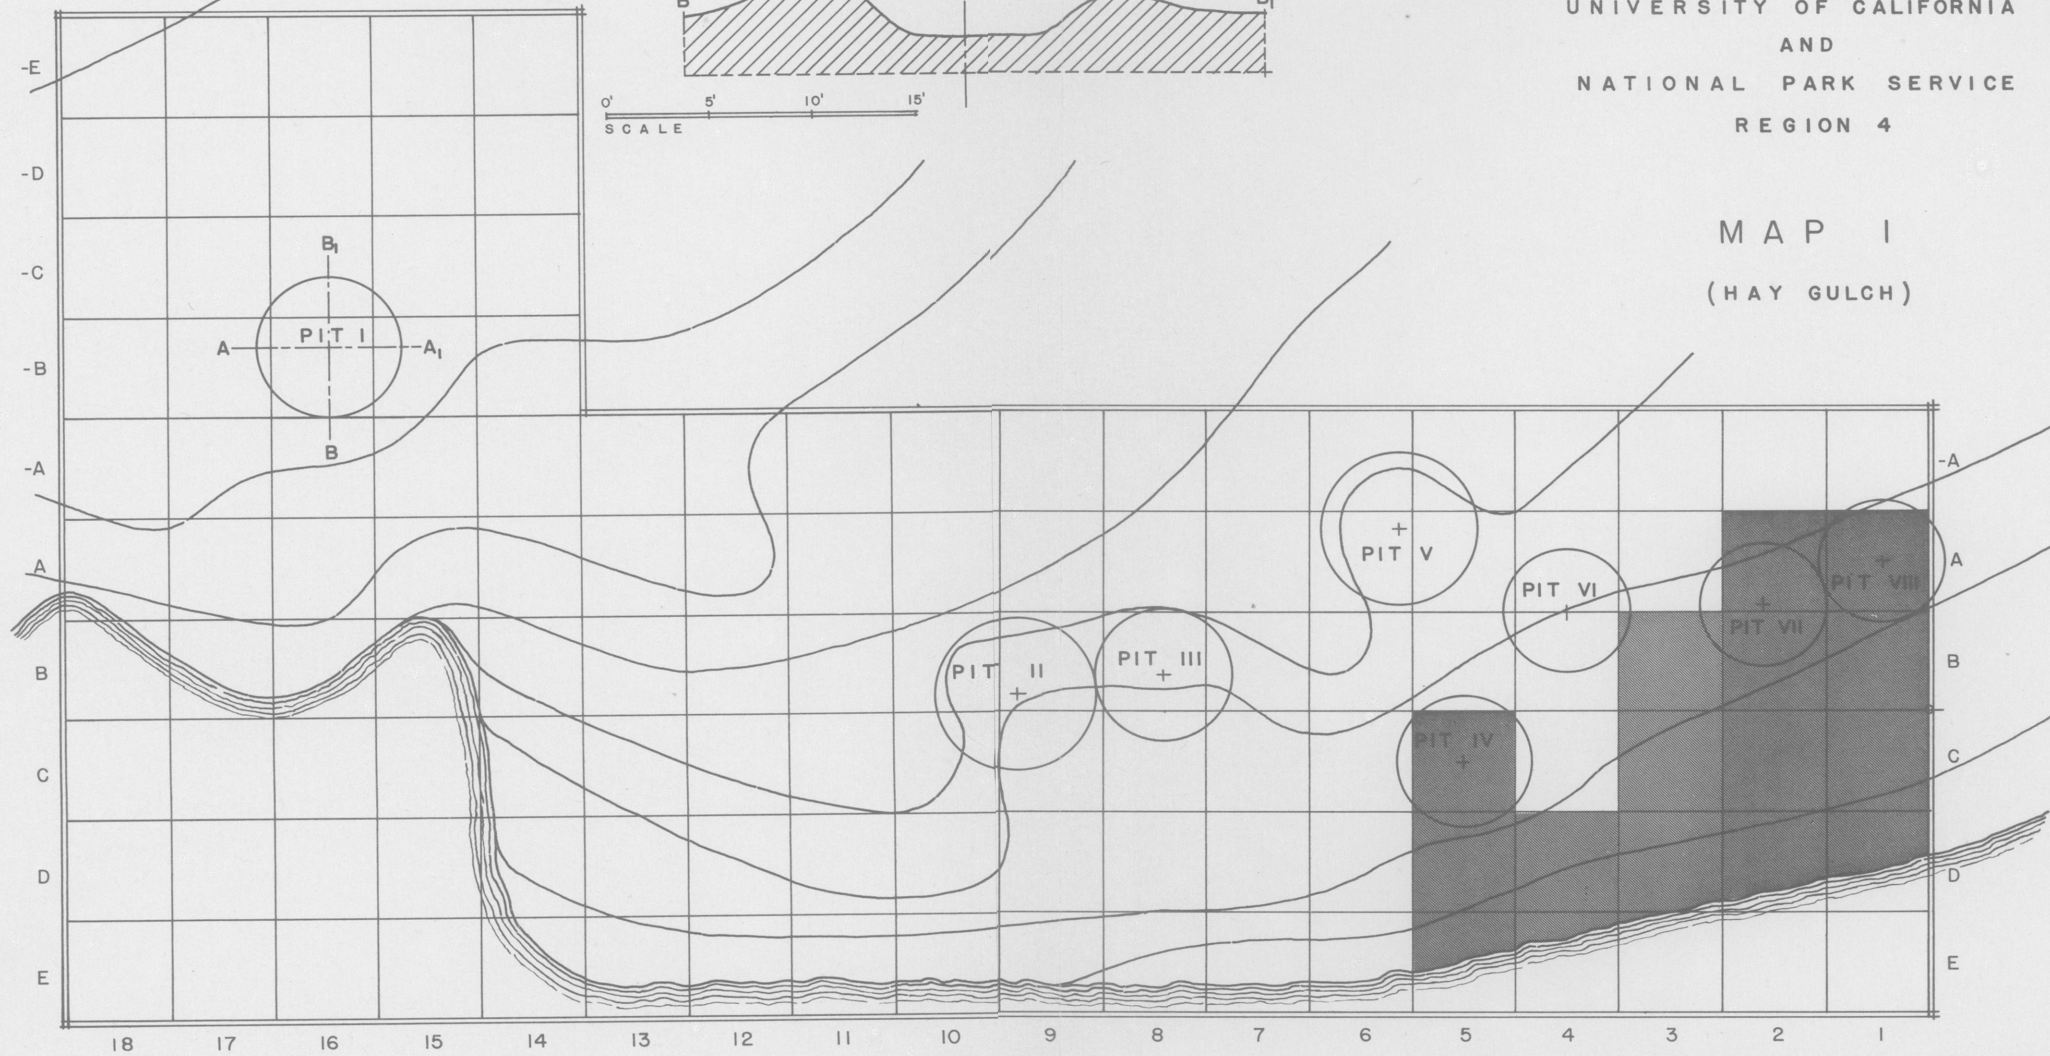 B B1
UNIVERSITY OF CALIFORNIA
AND
NATIONAL PARK SERVICE
REGION 4
MAP 1
(HAY GULCH)
0' 5' 10' 15'
SCALE
-E
-D
-C
-B
-A
A
B
C
D
E
B1
A PIT I A1
B
PIT II
PIT III
PIT IV
PIT V
PIT VI
PIT VII
PIT VIII
-A
A
B
C
D
E
18 17 16 15 14 13 12 11 10 9 8 7 6 5 4 3 2 1